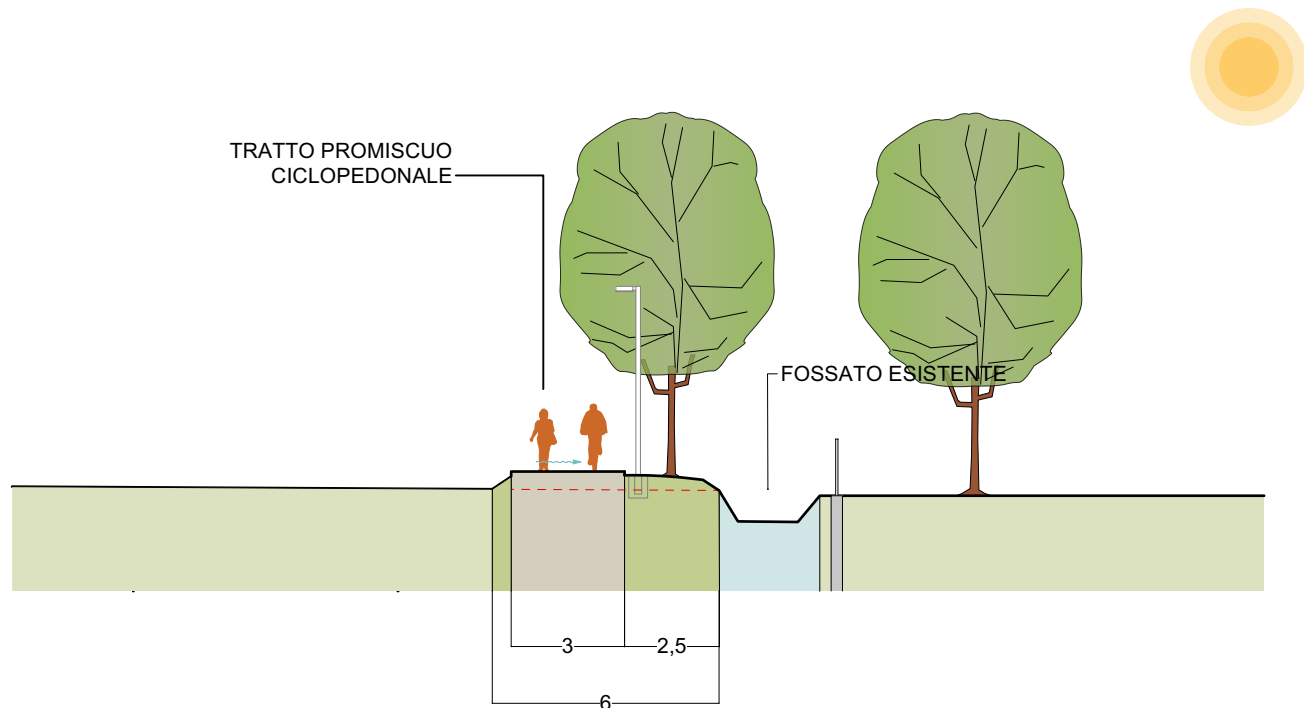 TRATTO PROMISCUO
CICLOPEDONALE
FOSSATO ESISTENTE
3
2,5
6